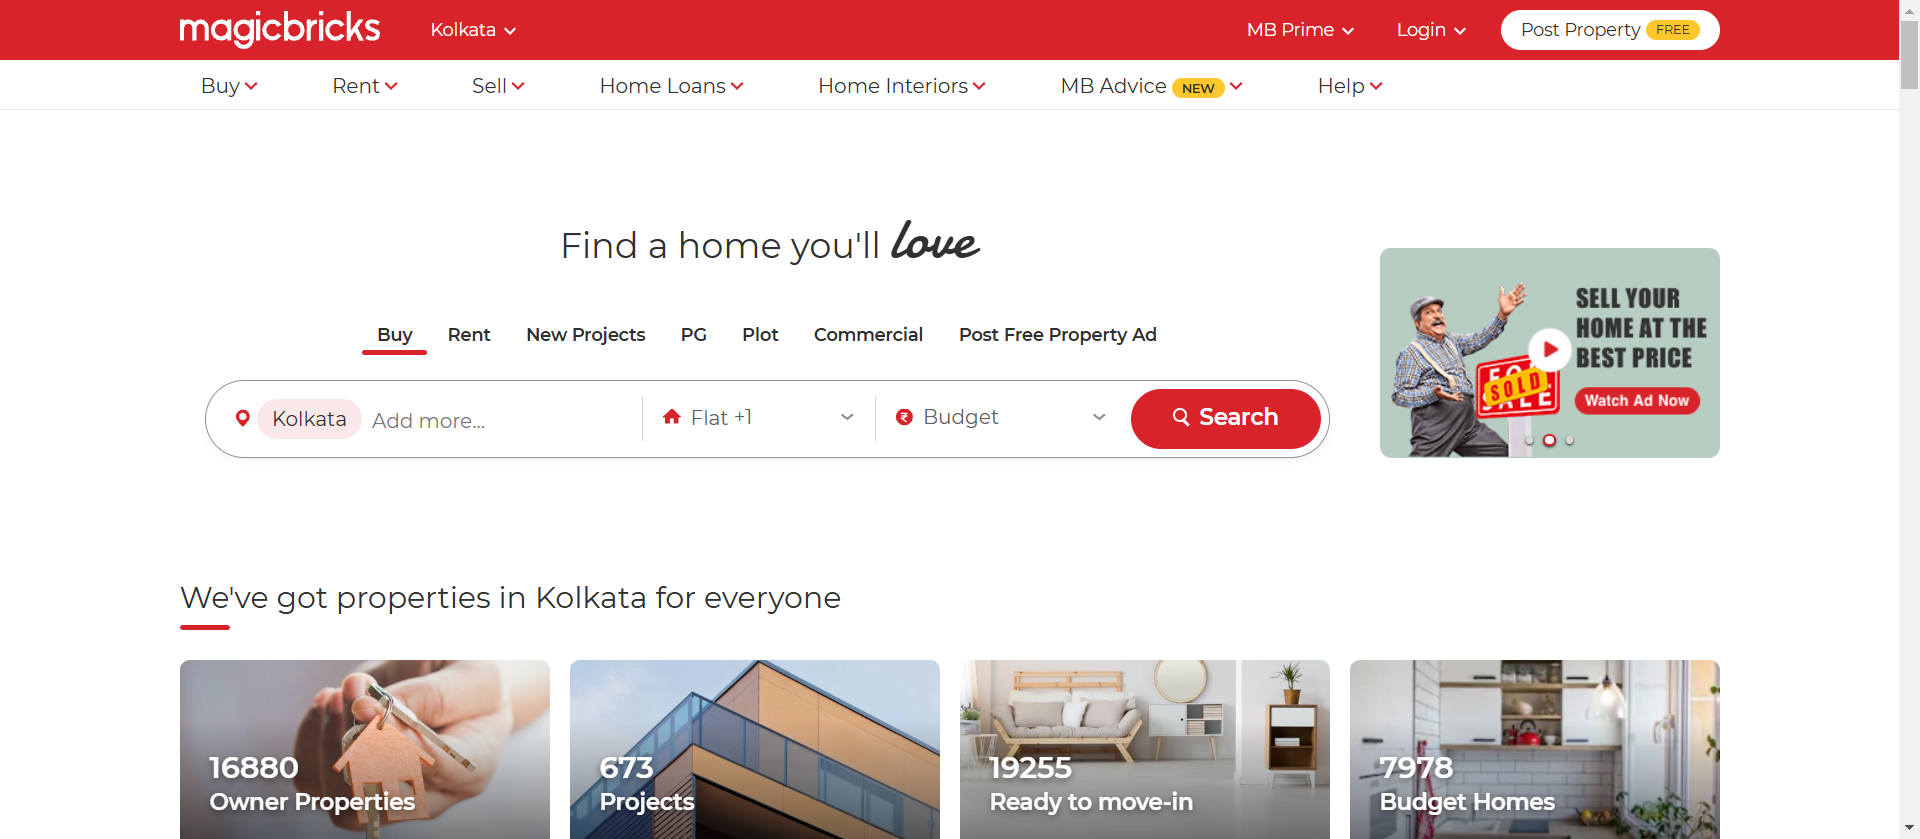 magicbricks
Kolkata
MB Prime
Login
Post Property FREE
Buy
Rent
Sell
Home Loans
Home Interiors
MB Advice NEW
Help
Find a home you'll love
Buy
Rent
New Projects
PG
Plot
Commercial
Post Free Property Ad
Kolkata
Add more...
Flat +1
Budget
Search
SELL YOUR
HOME AT THE
BEST PRICE
Watch Ad Now
SOLD
We've got properties in Kolkata for everyone
16880
Owner Properties
673
Projects
19255
Ready to move-in
7978
Budget Homes